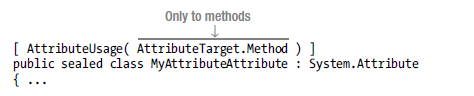 Only to methods
↓
[ AttributeUsage( AttributeTarget.Method ) ]
public sealed class MyAttributeAttribute : System.Attribute
{ ...